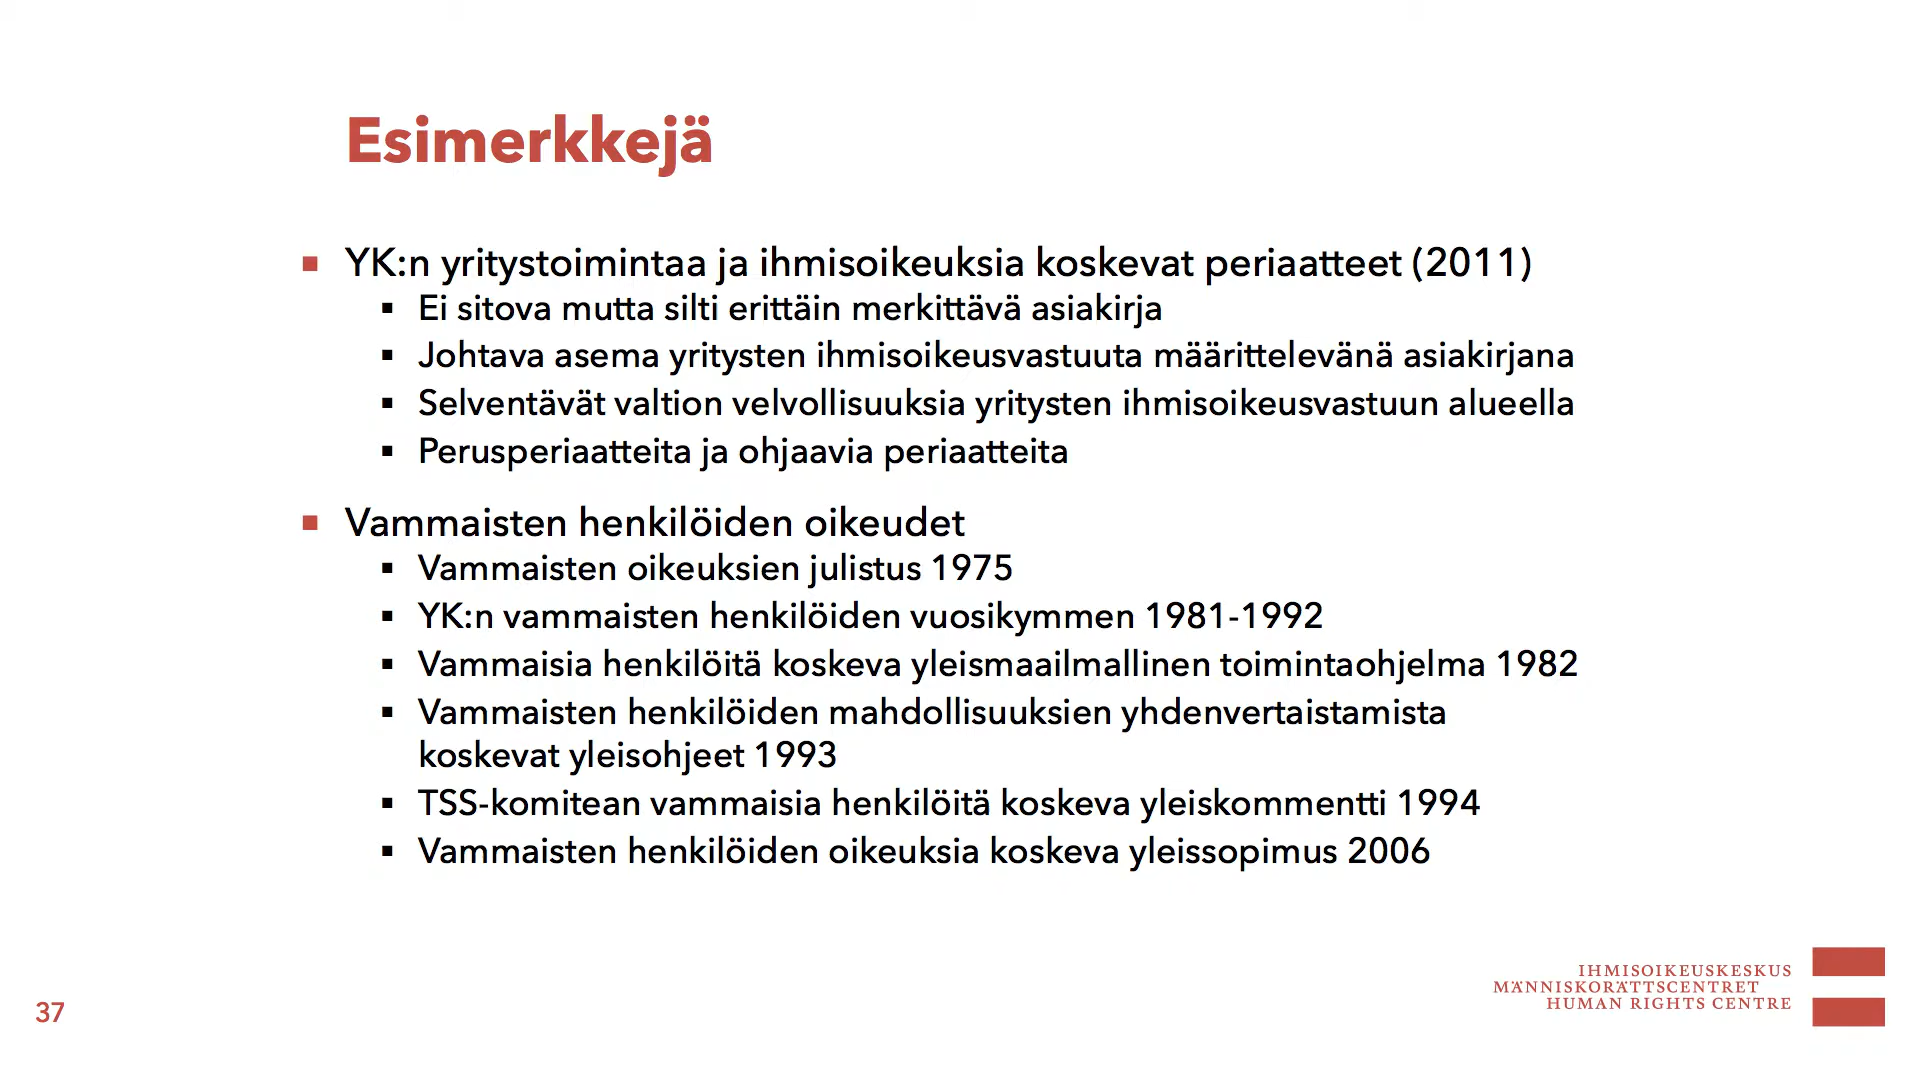 Esimerkkejä
▪ YK:n yritystoimintaa ja ihmisoikeuksia koskevat periaatteet (2011)
▪ Ei sitova mutta silti erittäin merkittävä asiakirja
▪ Johtava asema yritysten ihmisoikeusvastuuta määrittelevänä asiakirjana
▪ Selventävät valtion velvollisuuksia yritysten ihmisoikeusvastuun alueella
▪ Perusperiaatteita ja ohjaavia periaatteita
▪ Vammaisten henkilöiden oikeudet
▪ Vammaisten oikeuksien julistus 1975
▪ YK:n vammaisten henkilöiden vuosikymmen 1981-1992
▪ Vammaisia henkilöitä koskeva yleismaailmallinen toimintaohjelma 1982
▪ Vammaisten henkilöiden mahdollisuuksien yhdenvertaistamista
koskevat yleisohjeet 1993
▪ TSS-komitean vammaisia henkilöitä koskeva yleiskommentti 1994
▪ Vammaisten henkilöiden oikeuksia koskeva yleissopimus 2006
IHMISOIKEUSKESKUS
MÄNNISKORÄTTSCENTRET
HUMAN RIGHTS CENTRE
37